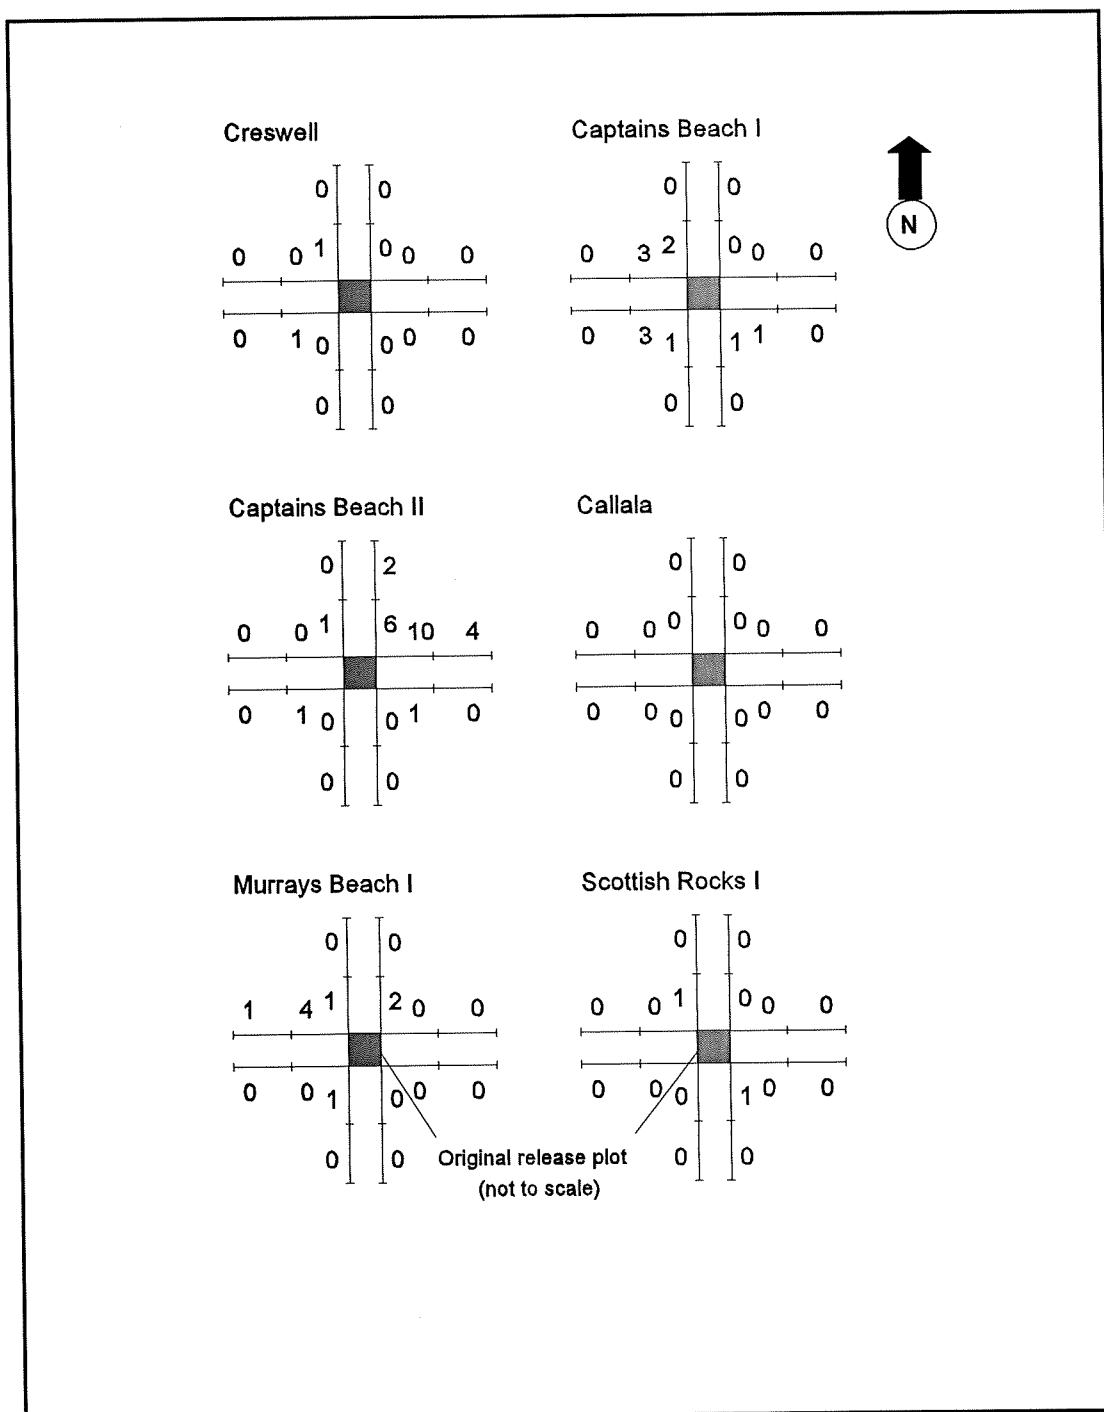 Creswell Captains Beach I
0 0 0 0
N
0 0 1 0 0 0 0 3 2 0 0 0
0 1 0 0 0 0 0 3 1 1 1 0
0 0 0 0
Captains Beach II Callala
0 2 0 0
0 0 1 6 10 4 0 0 0 0 0 0
0 1 0 0 1 0 0 0 0 0 0 0
0 0 0 0
Murrays Beach I Scottish Rocks I
0 0 0 0
1 4 1 2 0 0 0 0 1 0 0 0
0 0 1 0 0 0 0 0 0 1 0 0
0 0 0 0
Original release plot
(not to scale)